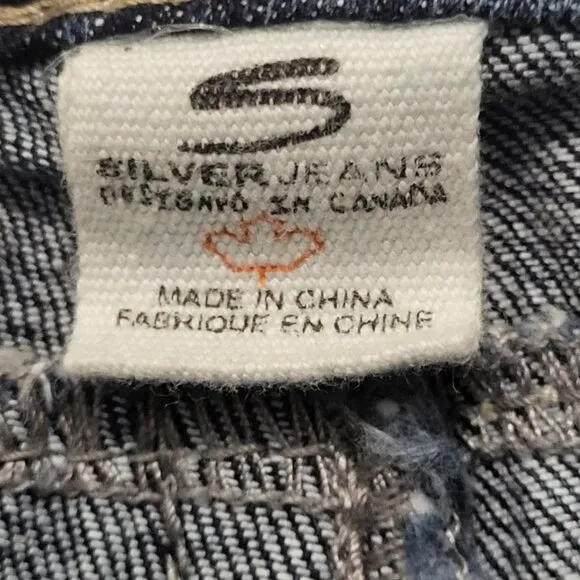 SILVER JEANS
DESIGNED IN CANADA
MADE IN CHINA
FABRIQUE EN CHINE